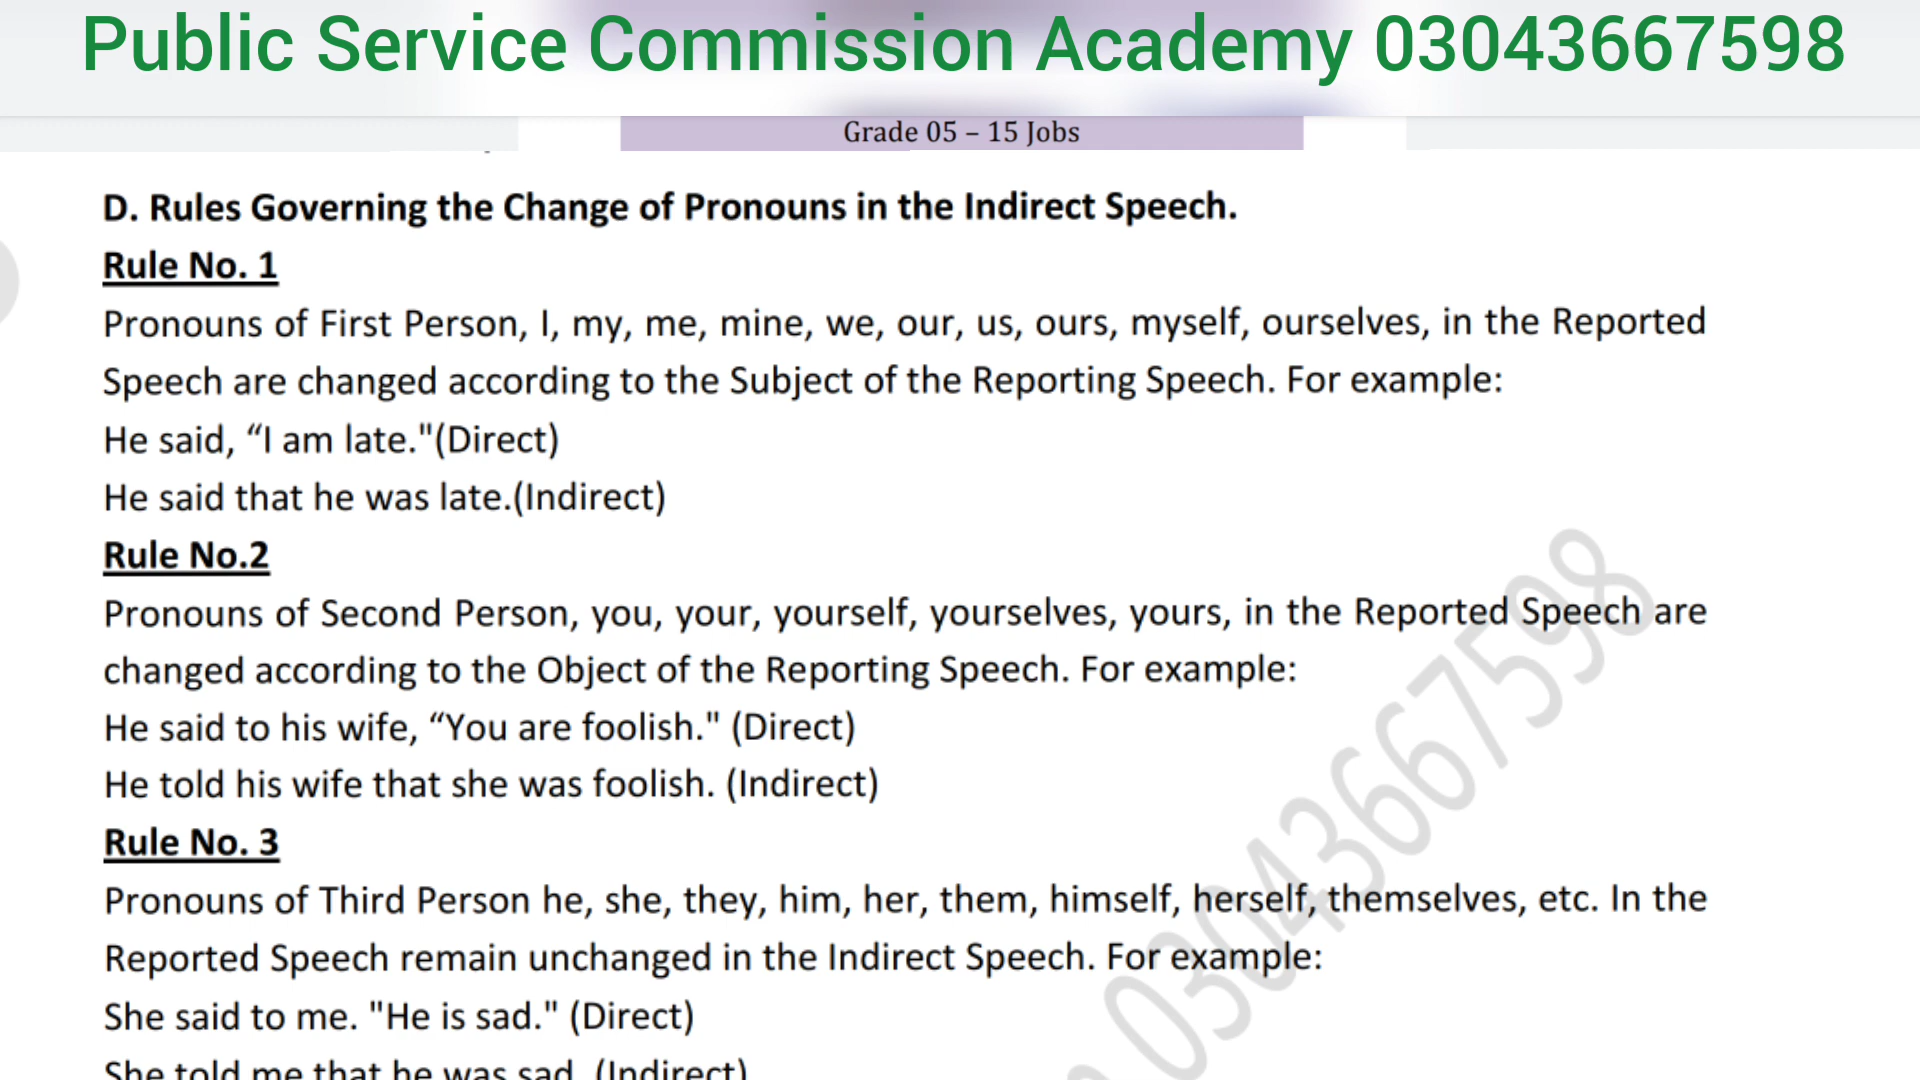 Public Service Commission Academy 03043667598
Grade 05 – 15 Jobs
D. Rules Governing the Change of Pronouns in the Indirect Speech.
Rule No. 1
Pronouns of First Person, I, my, me, mine, we, our, us, ours, myself, ourselves, in the Reported
Speech are changed according to the Subject of the Reporting Speech. For example:
He said, “I am late."(Direct)
He said that he was late.(Indirect)
Rule No.2
Pronouns of Second Person, you, your, yourself, yourselves, yours, in the Reported Speech are
changed according to the Object of the Reporting Speech. For example:
He said to his wife, “You are foolish." (Direct)
He told his wife that she was foolish. (Indirect)
Rule No. 3
Pronouns of Third Person he, she, they, him, her, them, himself, herself, themselves, etc. In the
Reported Speech remain unchanged in the Indirect Speech. For example:
She said to me. "He is sad." (Direct)
She told me that he was sad. (Indirect)
03043667598